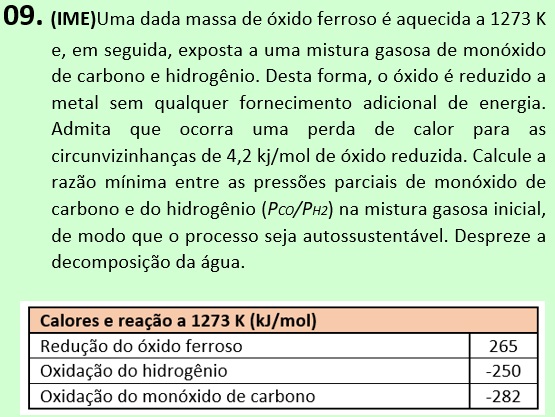 09. (IME)Uma dada massa de óxido ferroso é aquecida a 1273 K
e, em seguida, exposta a uma mistura gasosa de monóxido
de carbono e hidrogênio. Desta forma, o óxido é reduzido a
metal sem qualquer fornecimento adicional de energia.
Admita que ocorra uma perda de calor para as
circunvizinhanças de 4,2 kj/mol de óxido reduzida. Calcule a
razão mínima entre as pressões parciais de monóxido de
carbono e do hidrogênio (PCO/PH2) na mistura gasosa inicial,
de modo que o processo seja autossustentável. Despreze a
decomposição da água.
Calores e reação a 1273 K (kJ/mol)
Redução do óxido ferroso 265
Oxidação do hidrogênio -250
Oxidação do monóxido de carbono -282